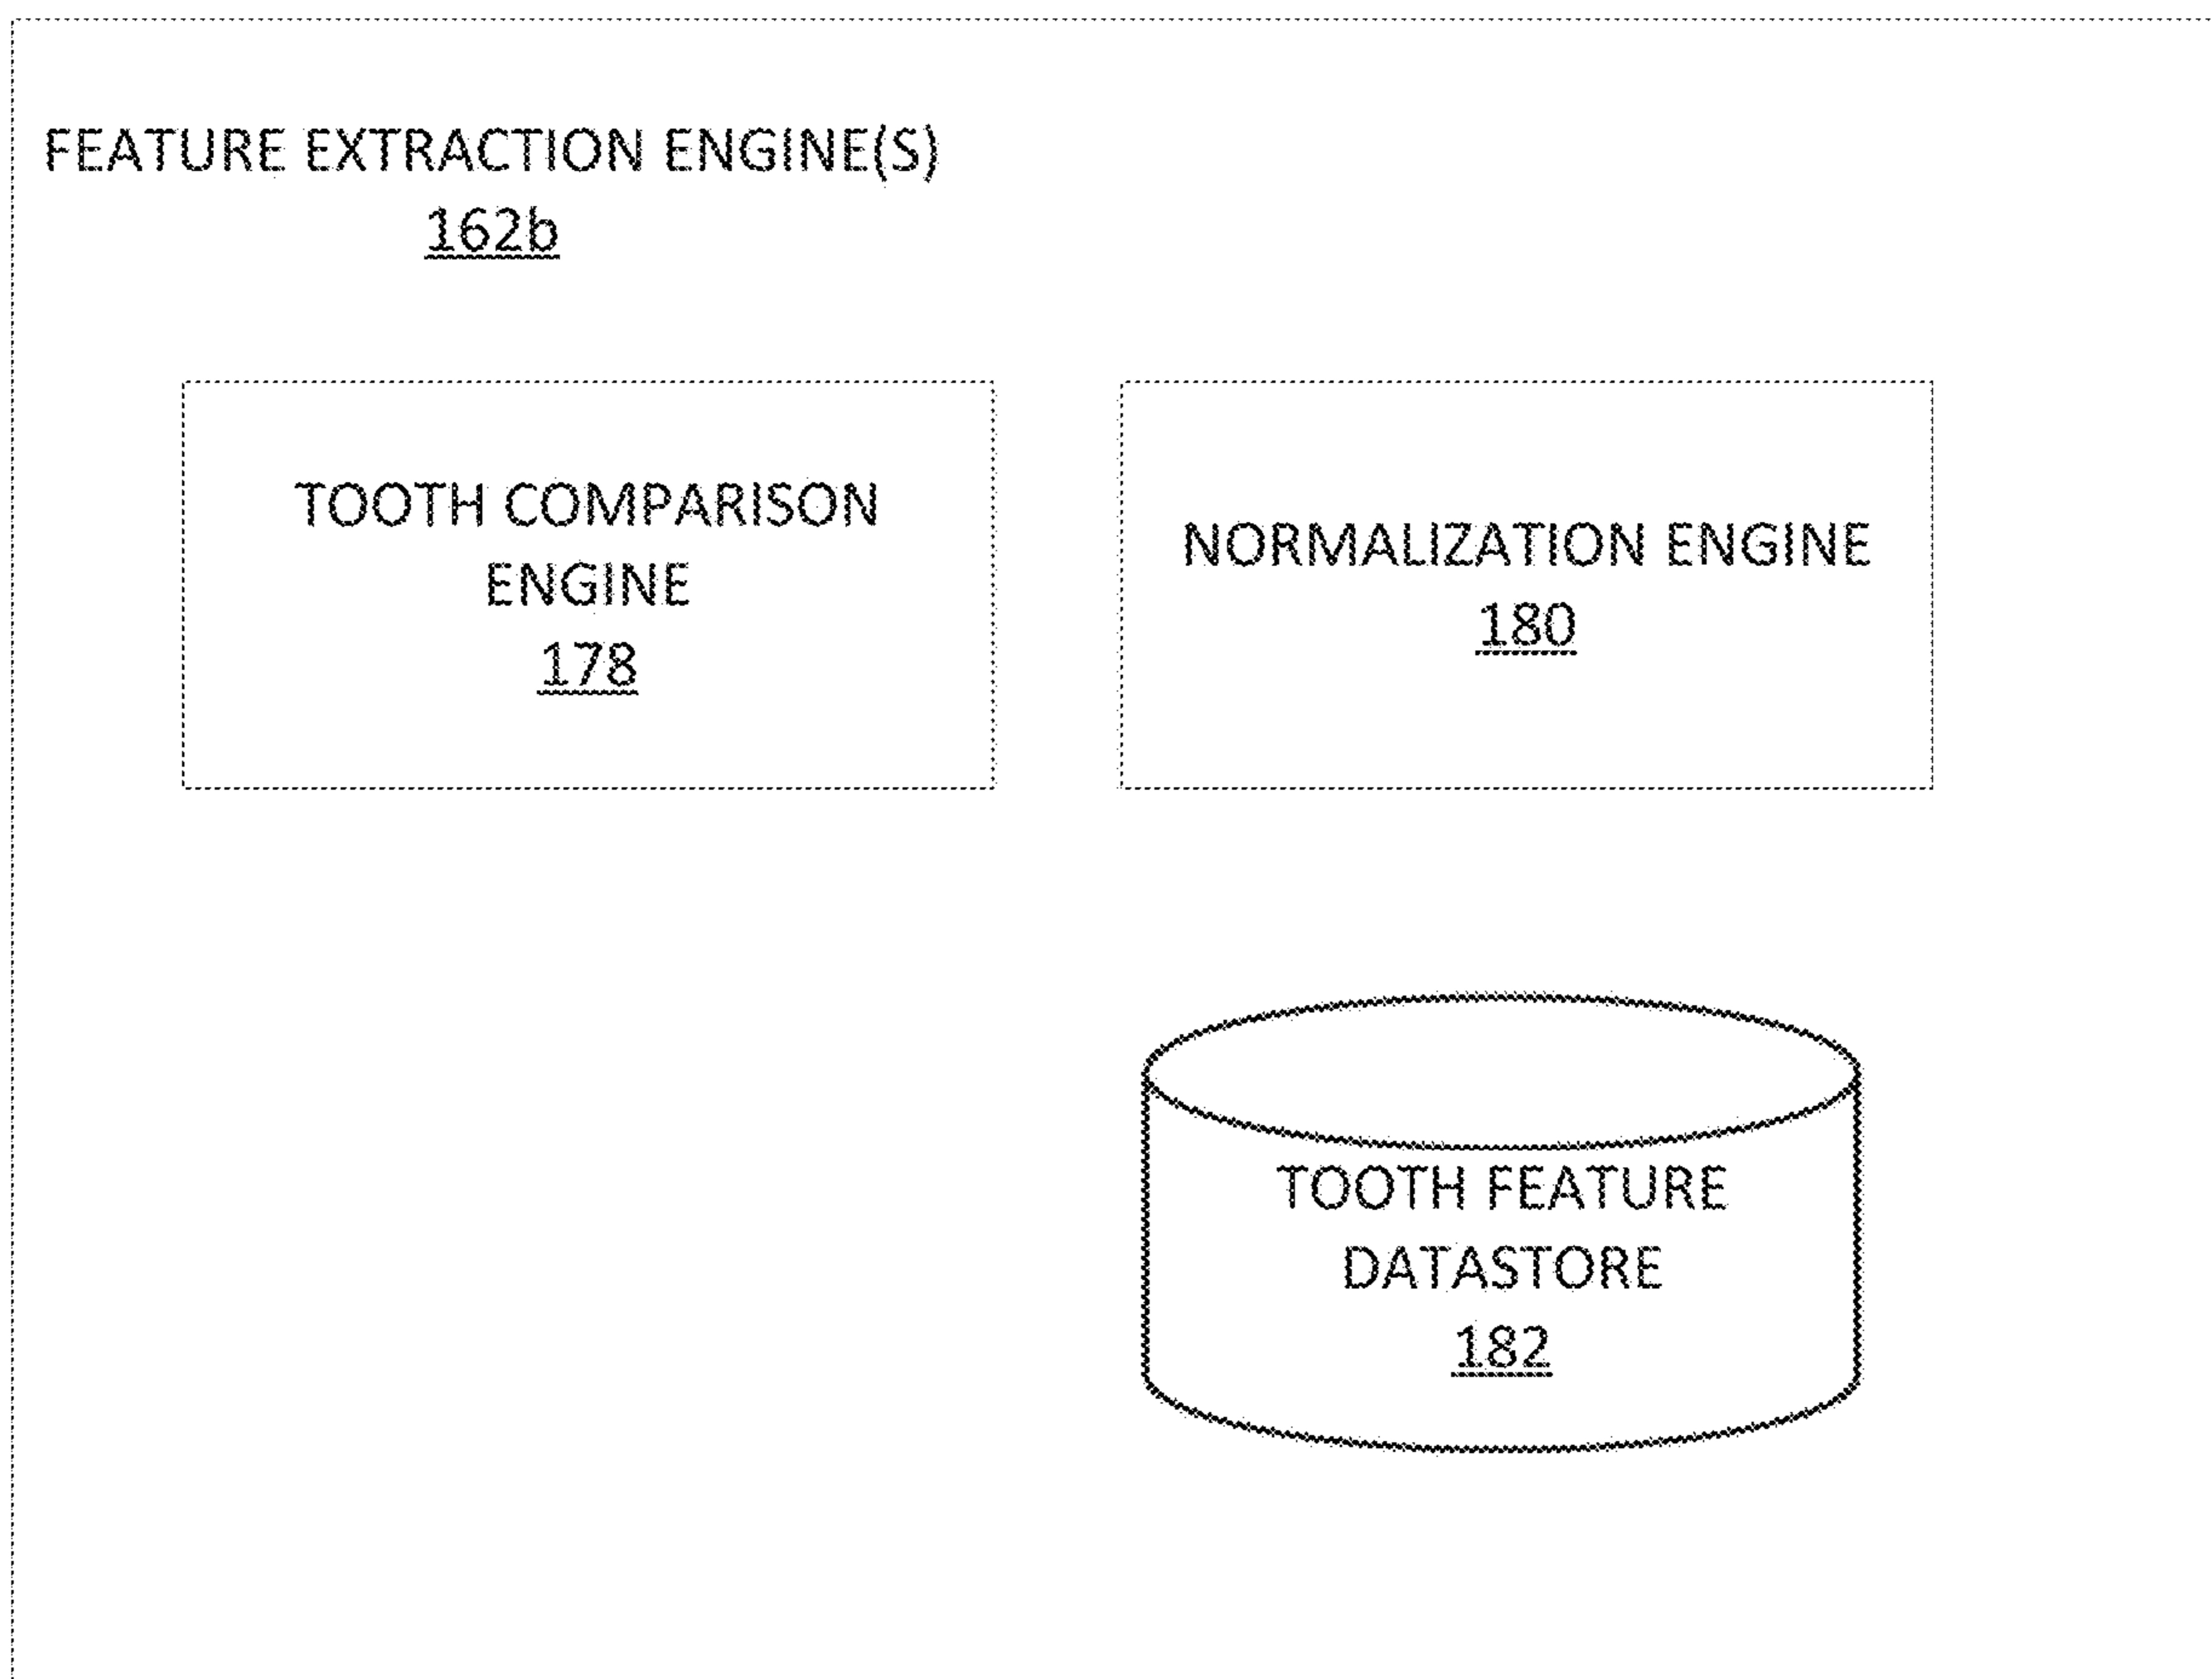 FEATURE EXTRACTION ENGINE(S)
162b
TOOTH COMPARISON
ENGINE
178
NORMALIZATION ENGINE
180
TOOTH FEATURE
DATASTORE
182